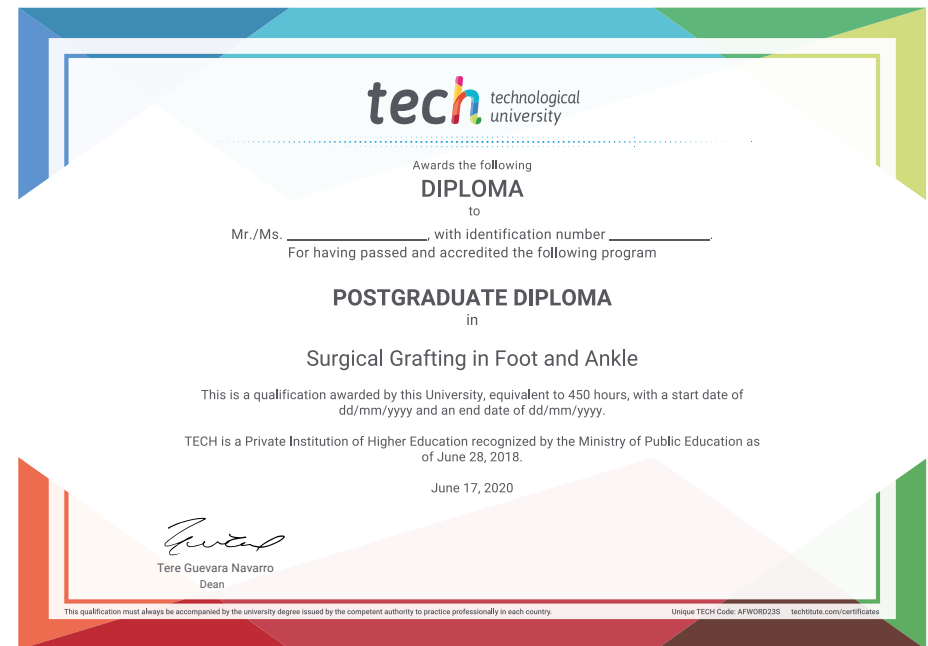 tech technological
university
Awards the following
DIPLOMA
to
Mr./Ms. ____________________, with identification number ______________.
For having passed and accredited the following program
POSTGRADUATE DIPLOMA
in
Surgical Grafting in Foot and Ankle
This is a qualification awarded by this University, equivalent to 450 hours, with a start date of
dd/mm/yyyy and an end date of dd/mm/yyyy.
TECH is a Private Institution of Higher Education recognized by the Ministry of Public Education as
of June 28, 2018.
June 17, 2020
Tere Guevara Navarro
Dean
This qualification must always be accompanied by the university degree issued by the competent authority to practice professionally in each country.
Unique TECH Code: AFWORD23S techtitute.com/certificates